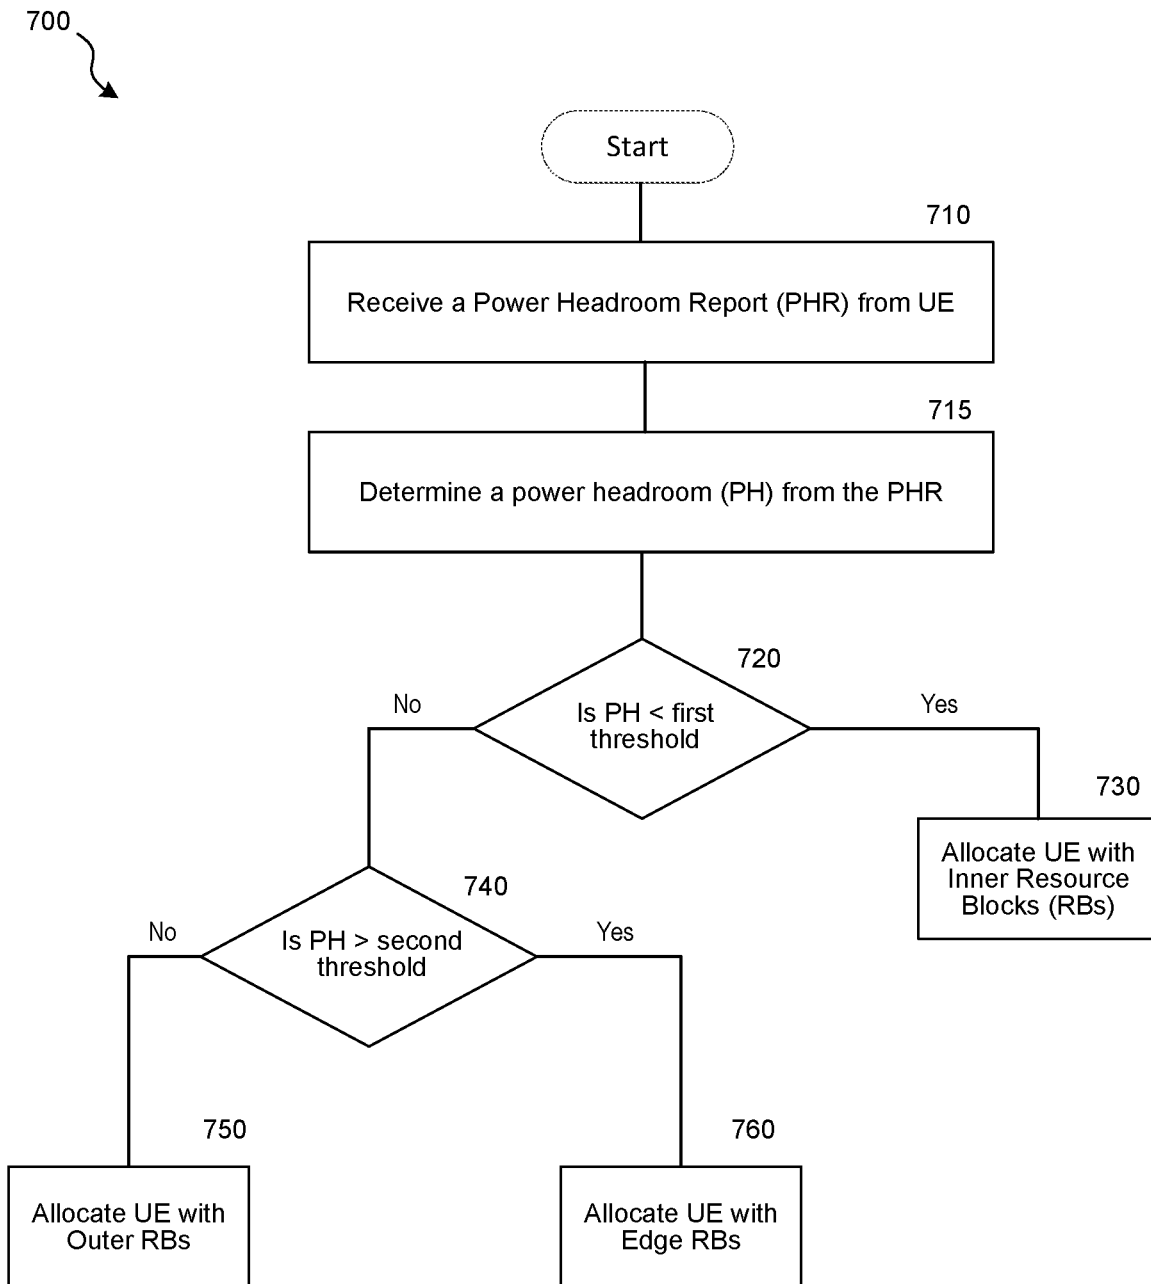 700
Start
710
Receive a Power Headroom Report (PHR) from UE
715
Determine a power headroom (PH) from the PHR
720
No
Is PH < first
threshold
Yes
730
Allocate UE with
Inner Resource
Blocks (RBs)
740
No
Is PH > second
threshold
Yes
750
760
Allocate UE with
Outer RBs
Allocate UE with
Edge RBs